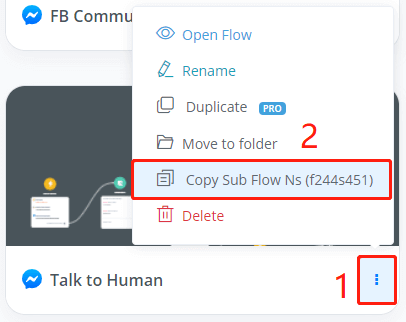 FB Commu
Open Flow
Rename
Duplicate PRO
Move to folder
2
Copy Sub Flow Ns (f244s451)
Delete
Talk to Human
1